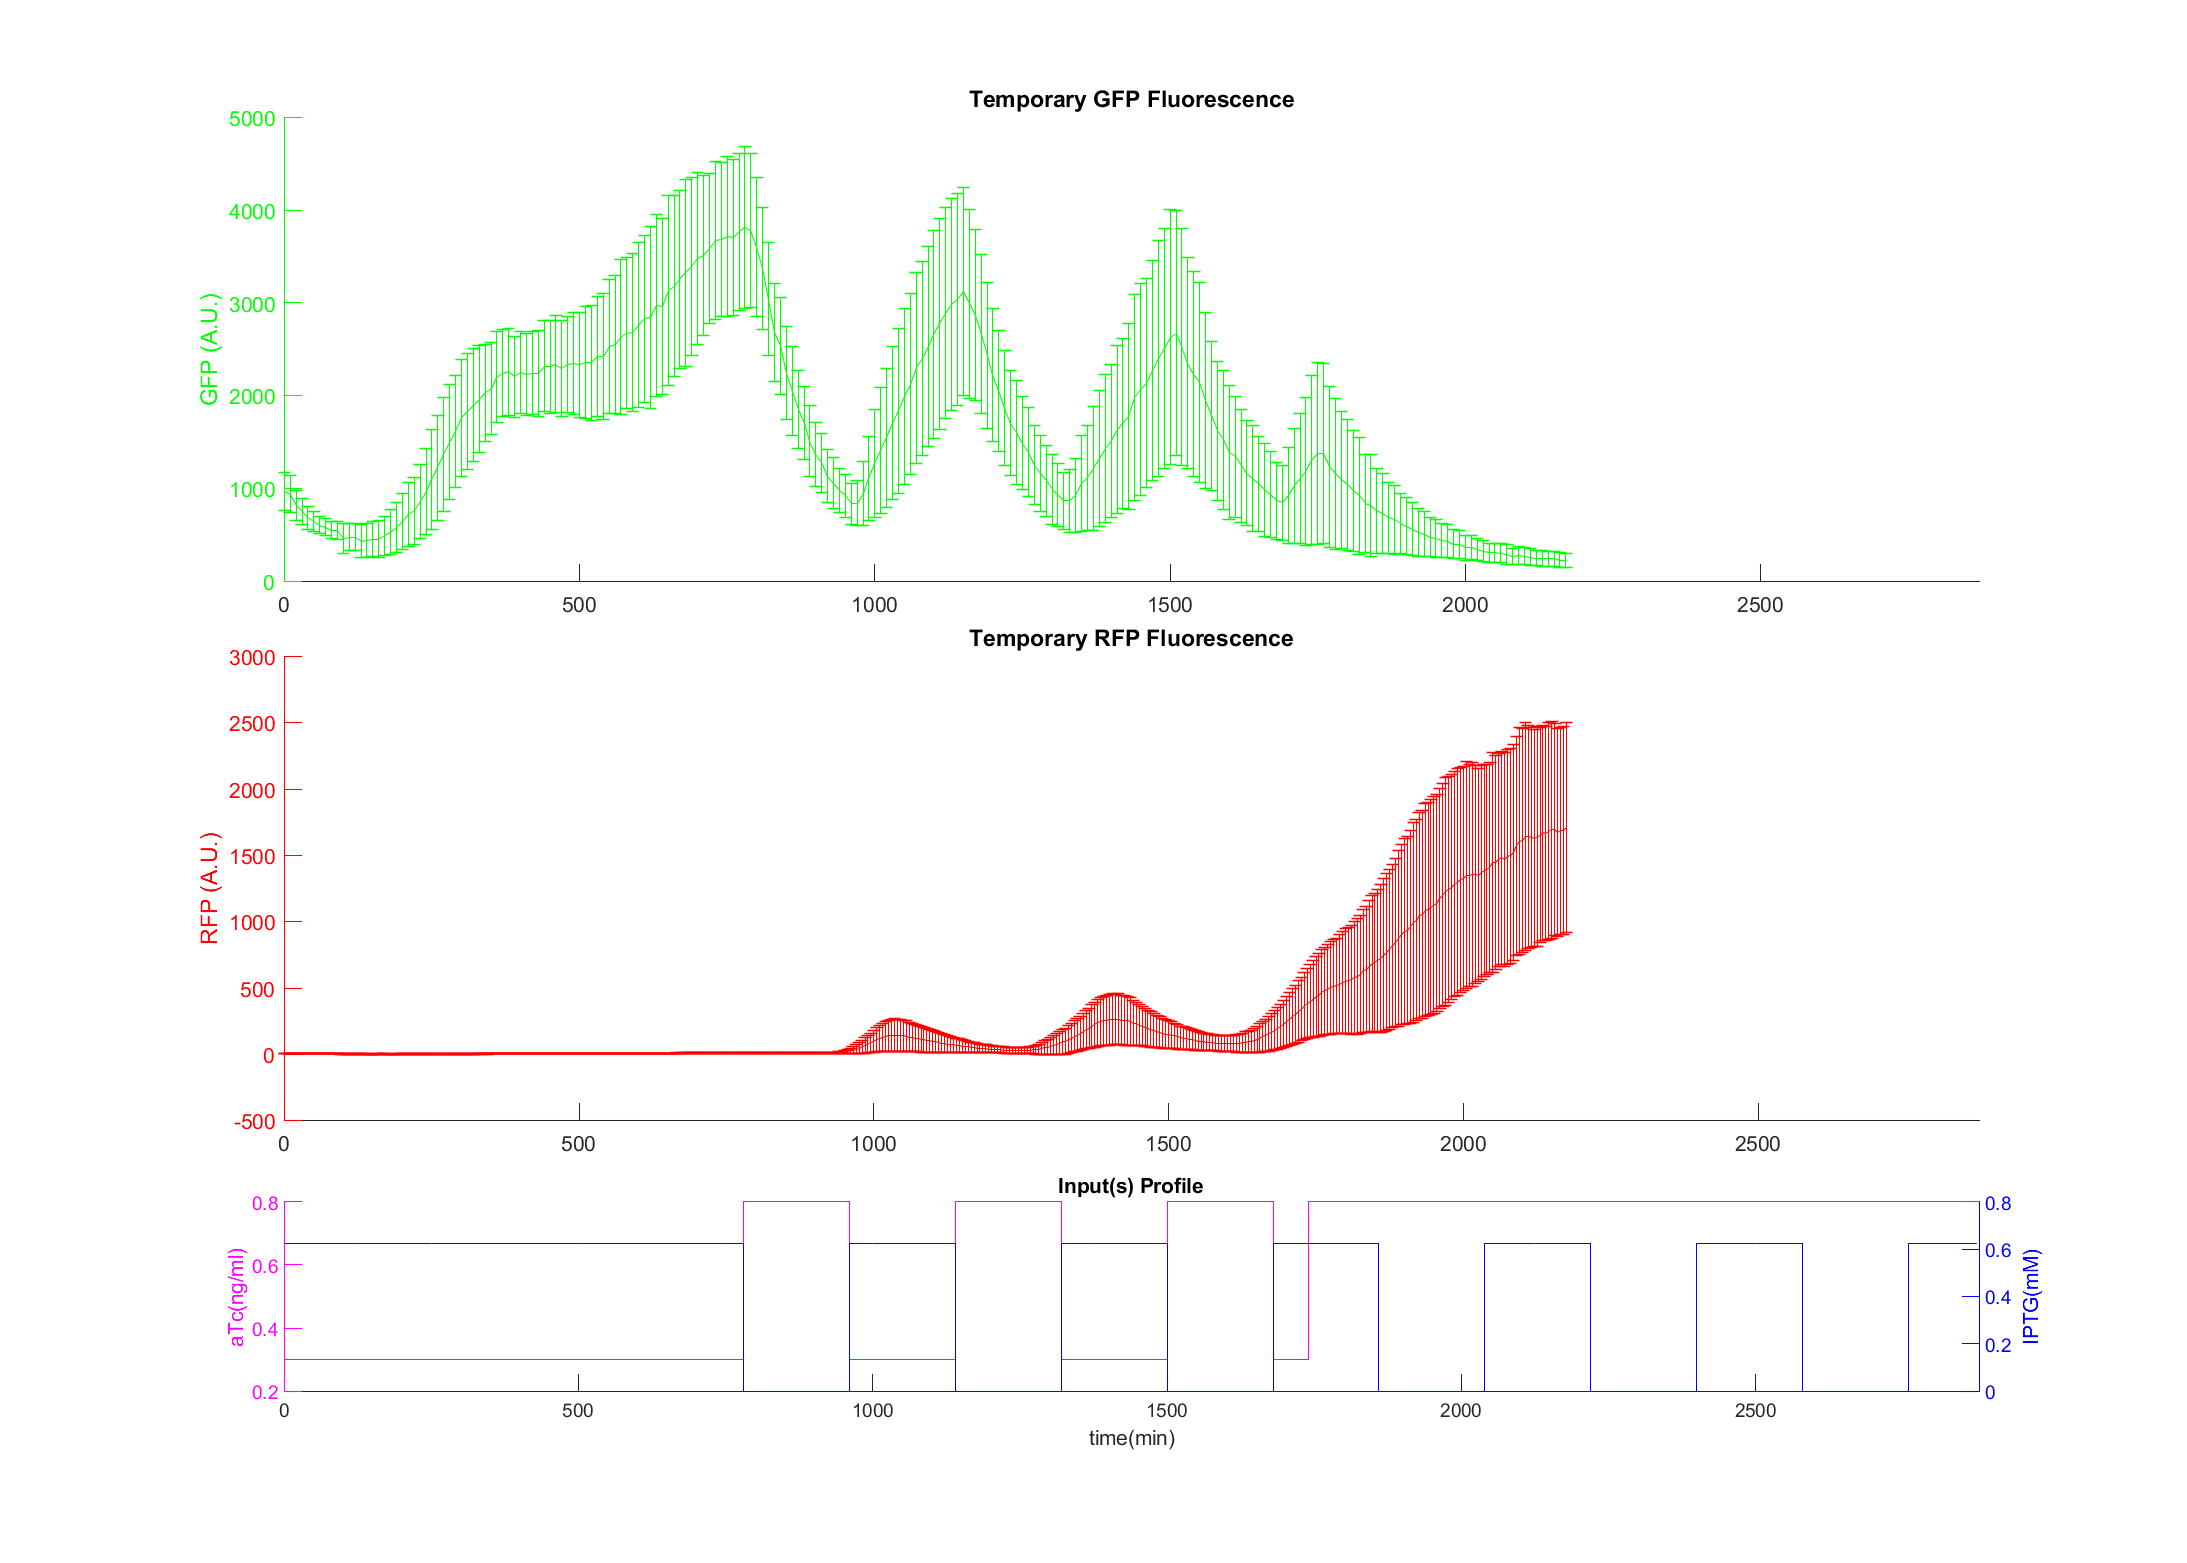 Temporary GFP Fluorescence
5000
4000
3000
2000
1000
0
GFP (A.U.)
0 500 1000 1500 2000 2500
Temporary RFP Fluorescence
3000
2500
2000
1500
1000
500
0
-500
RFP (A.U.)
0 500 1000 1500 2000 2500
Input(s) Profile
0.8
0.6
0.4
0.2
aTc(ng/ml)
0.8
0.6
0.4
0.2
0
IPTG(mM)
0 500 1000 1500 2000 2500
time(min)